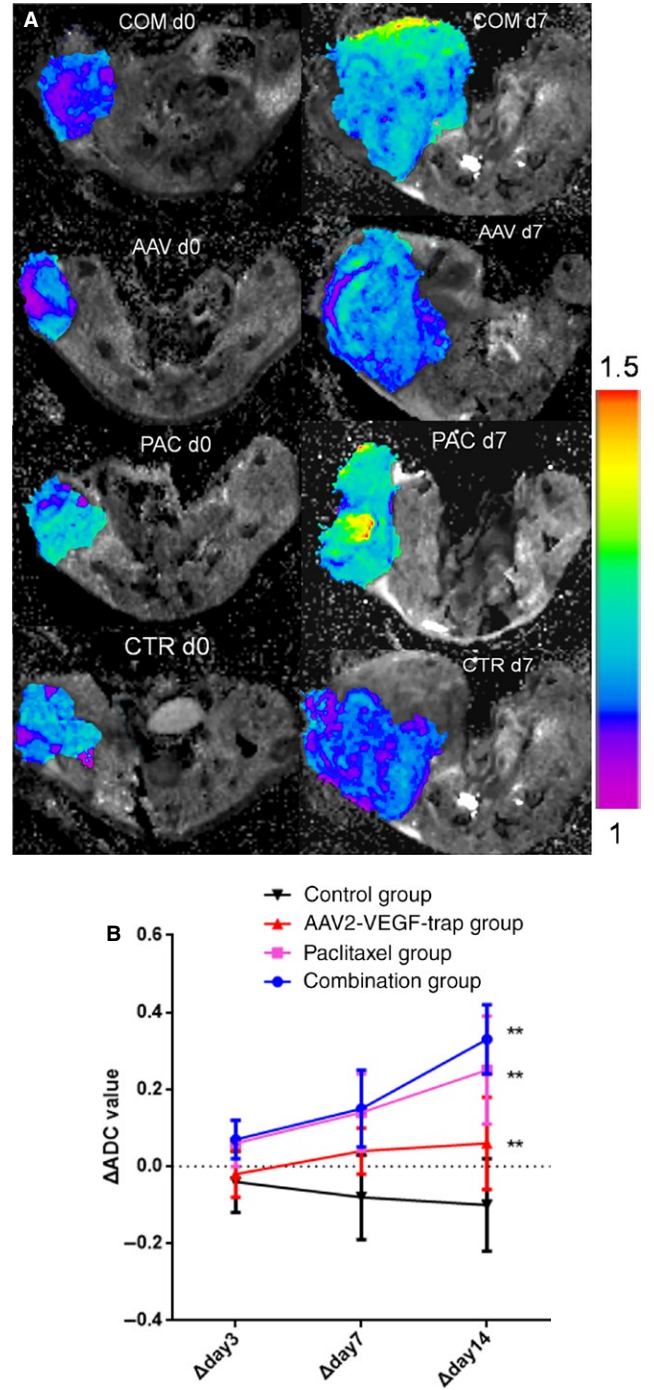 A
COM d0
COM d7
AAV d0
AAV d7
PAC d0
PAC d7
CTR d0
CTR d7
1.5
1
B
Control group
AAV2-VEGF-trap group
Paclitaxel group
Combination group
0.6
0.4
0.2
0.0
−0.2
−0.4
ΔADC value
**
**
**
Δday3
Δday7
Δday14